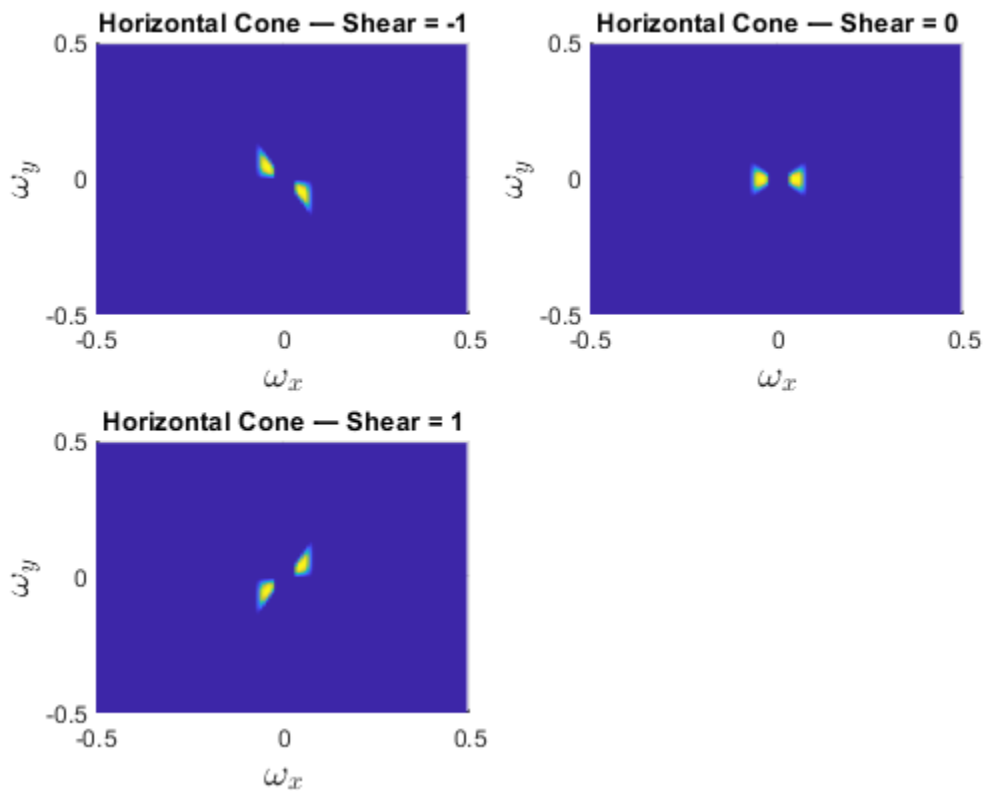 Horizontal Cone — Shear = -1
0.5
ω_y
0
-0.5
-0.5 0 0.5
ω_x
Horizontal Cone — Shear = 0
0.5
ω_y
0
-0.5
-0.5 0 0.5
ω_x
Horizontal Cone — Shear = 1
0.5
ω_y
0
-0.5
-0.5 0 0.5
ω_x